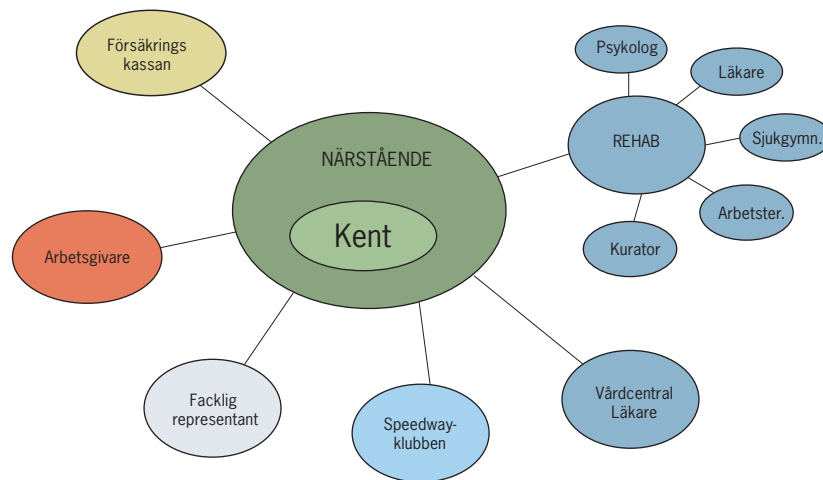 Försäkrings
kassan
Psykolog
Läkare
REHAB
Sjukgymn.
NÄRSTÅENDE
Arbetster.
Kent
Kurator
Arbetsgivare
Facklig
representant
Speedway-
klubben
Vårdcentral
Läkare